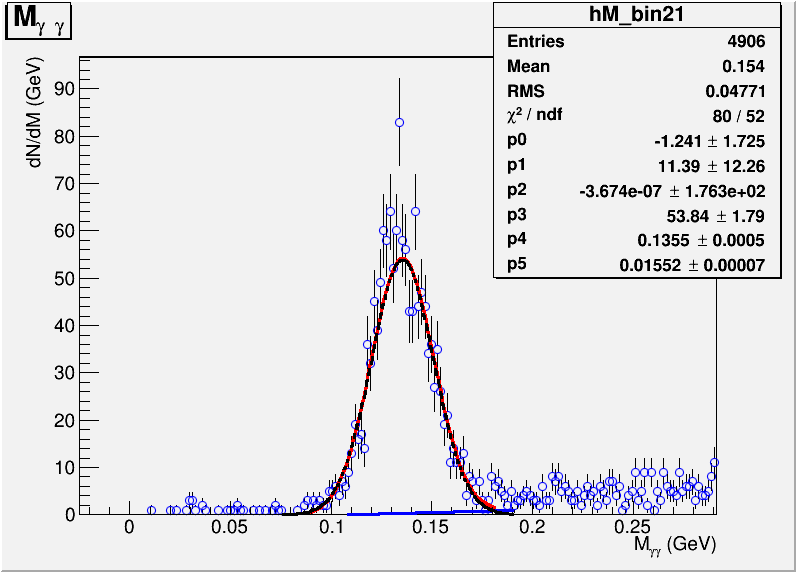 M_γ γ
hM_bin21
Entries 4906
Mean 0.154
RMS 0.04771
χ² / ndf 80 / 52
p0 -1.241 ± 1.725
p1 11.39 ± 12.26
p2 -3.674e-07 ± 1.763e+02
p3 53.84 ± 1.79
p4 0.1355 ± 0.0005
p5 0.01552 ± 0.00007
dN/dM (GeV)
90
80
70
60
50
40
30
20
10
0
0 0.05 0.1 0.15 0.2 0.25
M_γγ (GeV)